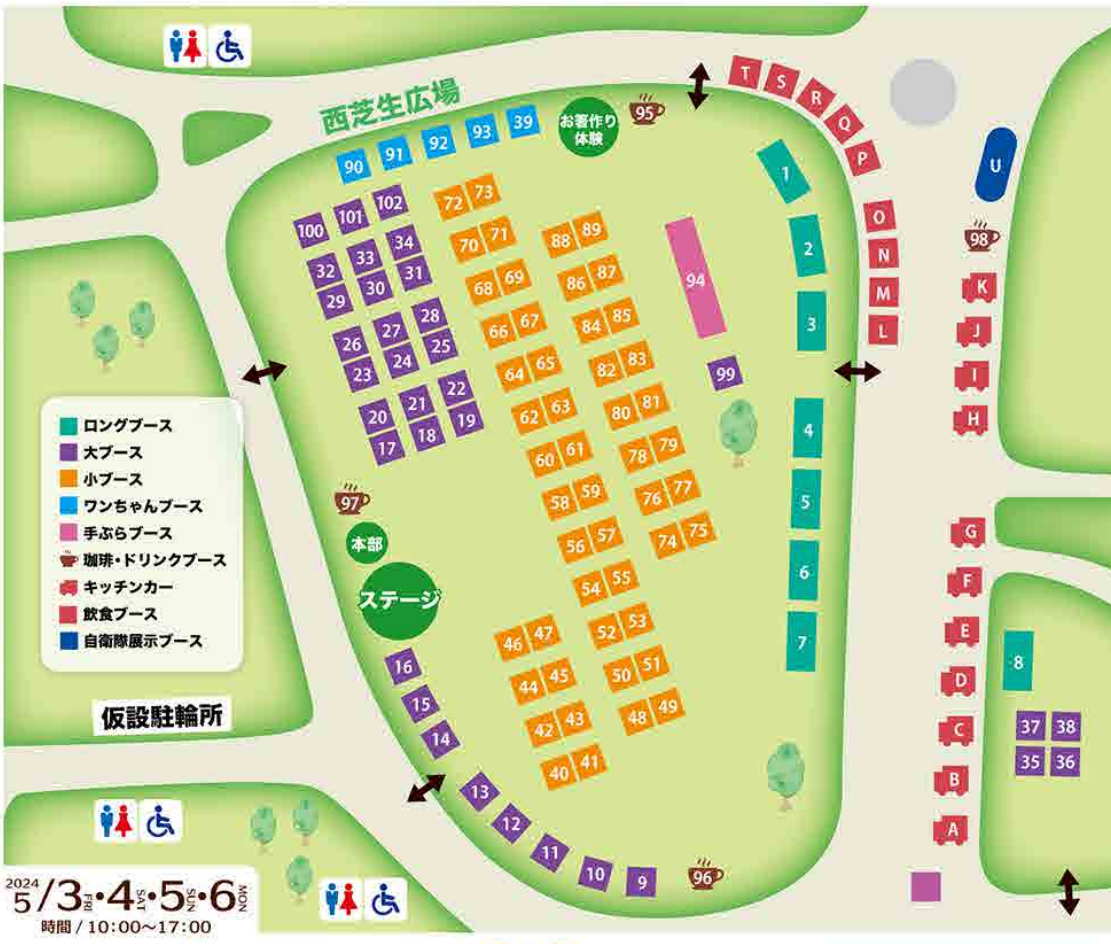 西芝生広場
お箸作り
体験
95
T S R Q P
O
N
M
L
U
98
K
J
I
H
90 91 92 93 39
1
2
3
4
5
6
7
94
99
100 101 102
32 33 34
29 30 31
26 27 28
23 24 25
20 21 22
17 18 19
72 73
70 71
68 69
66 67
64 65
62 63
60 61
58 59
56 57
54 55
52 53
50 51
48 49
88 89
86 87
84 85
82 83
80 81
78 79
76 77
74 75
46 47
44 45
42 43
40 41
97
本部
ステージ
16
15
14
13
12
11
10
9
96
G
F
E
D
C
B
A
8
37 38
35 36
ロングブース
大ブース
小ブース
ワンちゃんブース
手ぶらブース
珈琲・ドリンクブース
キッチンカー
飲食ブース
自衛隊展示ブース
仮設駐輪所
2024
5/3FRI・4SAT・5SUN・6MON
時間/10:00〜17:00